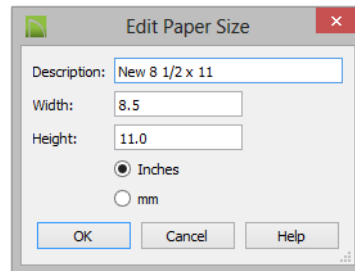 Edit Paper Size
Description: New 8 1/2 x 11
Width: 8.5
Height: 11.0
Inches
mm
OK Cancel Help